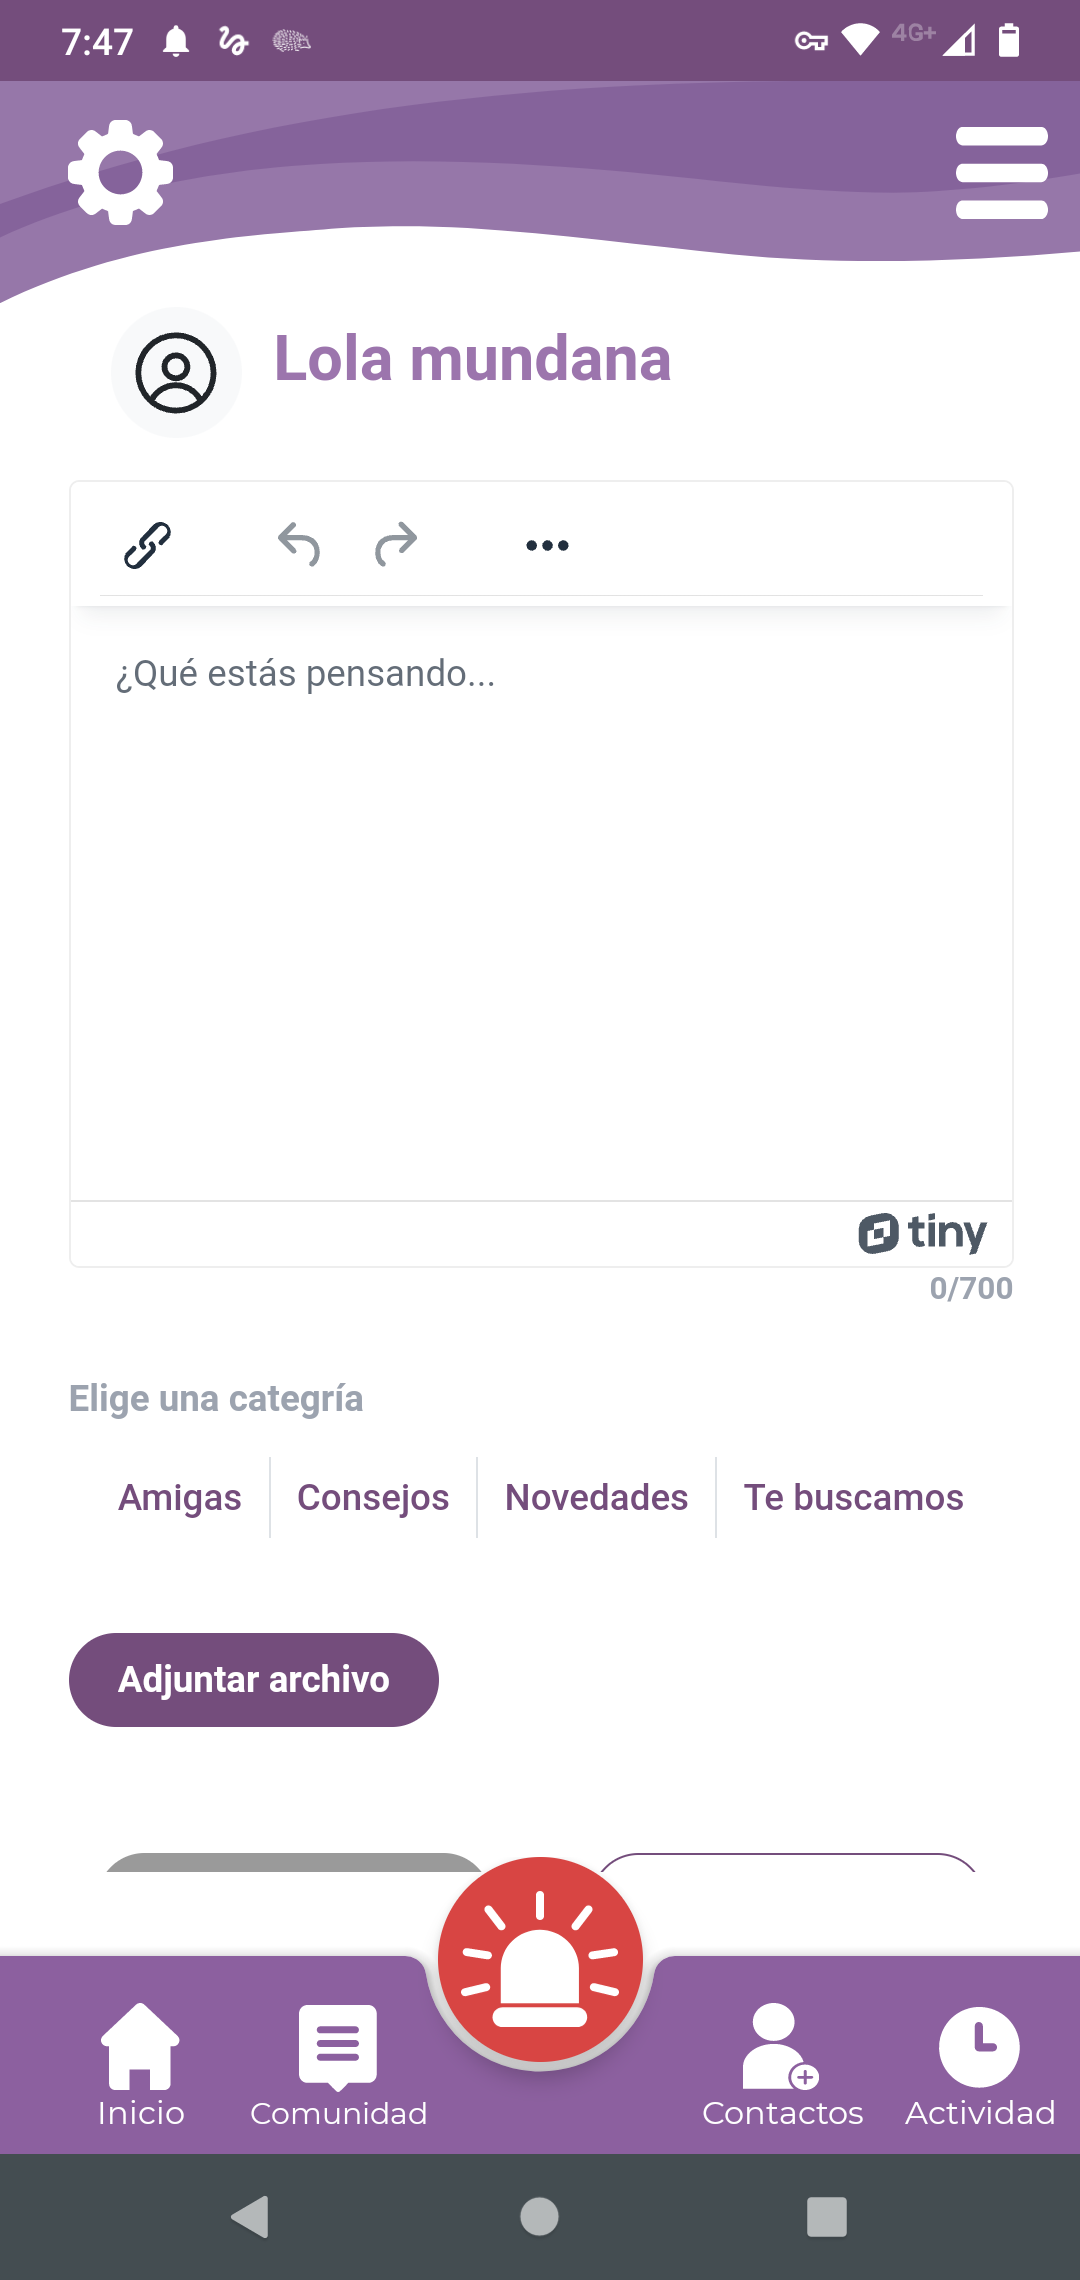 7:47
4G+
Lola mundana
¿Qué estás pensando...
tiny
0/700
Elige una categría
Amigas
Consejos
Novedades
Te buscamos
Adjuntar archivo
Inicio
Comunidad
Contactos
Actividad